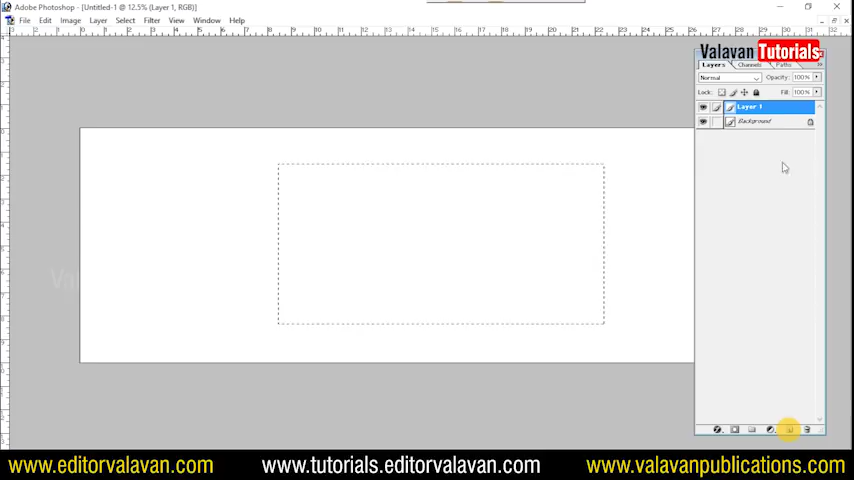 Adobe Photoshop - [Untitled-1 @ 12.5% (Layer 1, RGB)]
File Edit Image Layer Select Filter View Window Help
Valavan Tutorials
Layers Channels Paths
Normal Opacity: 100%
Lock: Fill: 100%
Layer 1
Background
www.editorvalavan.com www.tutorials.editorvalavan.com www.valavanpublications.com